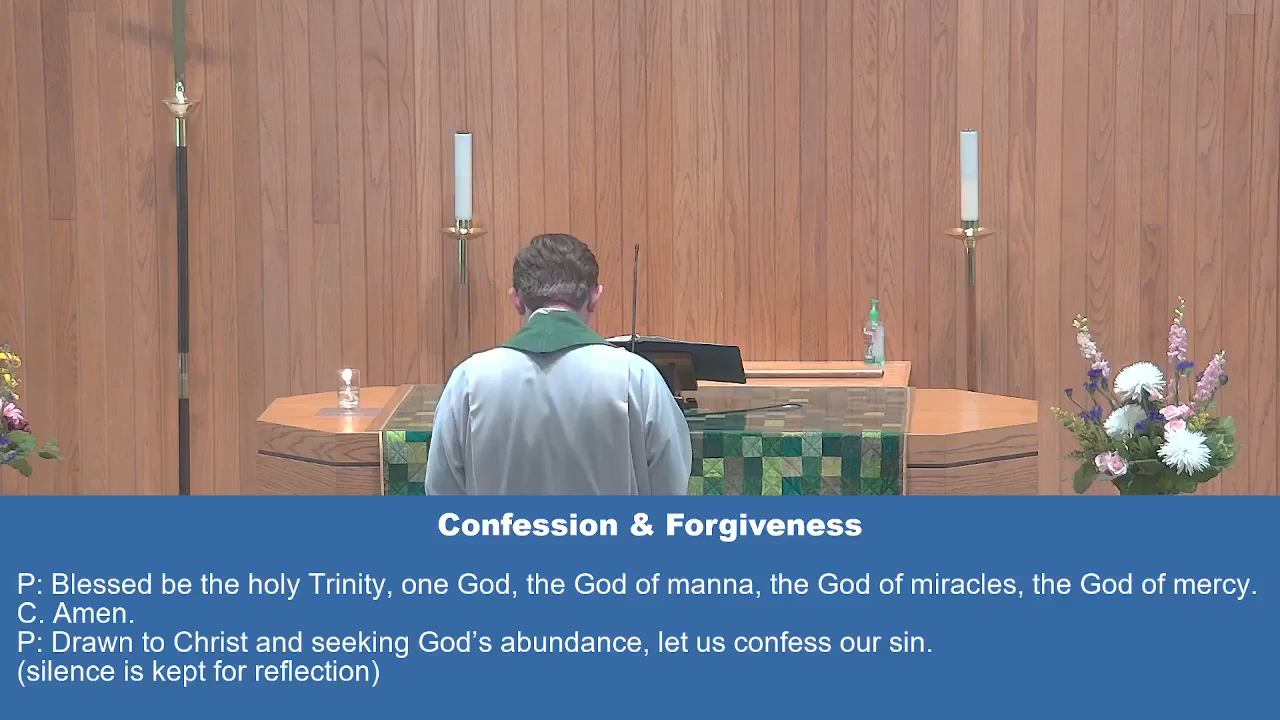 Confession & Forgiveness
P: Blessed be the holy Trinity, one God, the God of manna, the God of miracles, the God of mercy.
C. Amen.
P: Drawn to Christ and seeking God’s abundance, let us confess our sin.
(silence is kept for reflection)